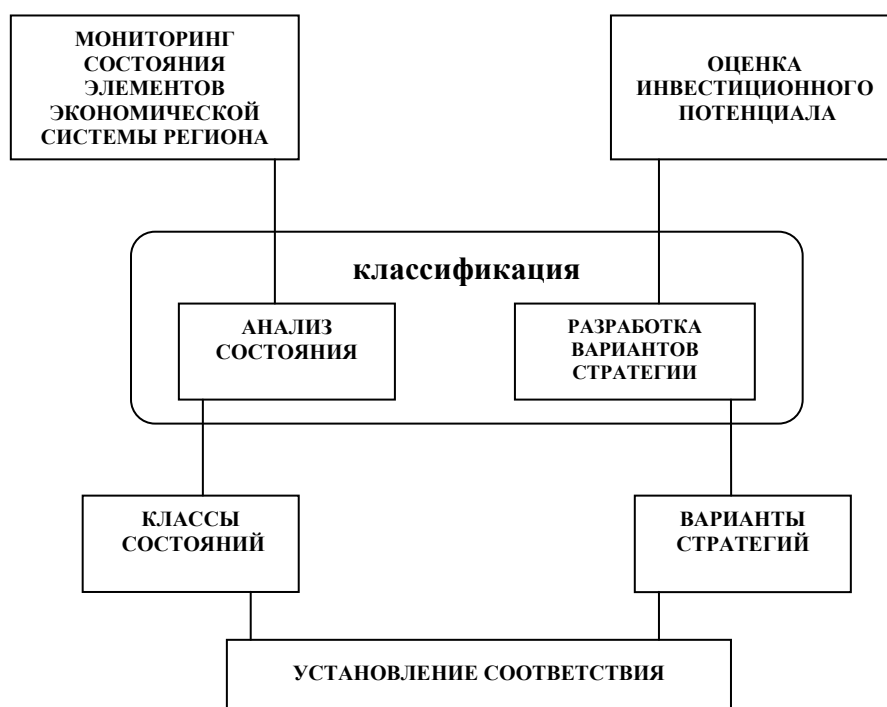 МОНИТОРИНГ
СОСТОЯНИЯ
ЭЛЕМЕНТОВ
ЭКОНОМИЧЕСКОЙ
СИСТЕМЫ РЕГИОНА
ОЦЕНКА
ИНВЕСТИЦИОННОГО
ПОТЕНЦИАЛА
классификация
АНАЛИЗ
СОСТОЯНИЯ
РАЗРАБОТКА
ВАРИАНТОВ
СТРАТЕГИИ
КЛАССЫ
СОСТОЯНИЙ
ВАРИАНТЫ
СТРАТЕГИЙ
УСТАНОВЛЕНИЕ СООТВЕТСТВИЯ